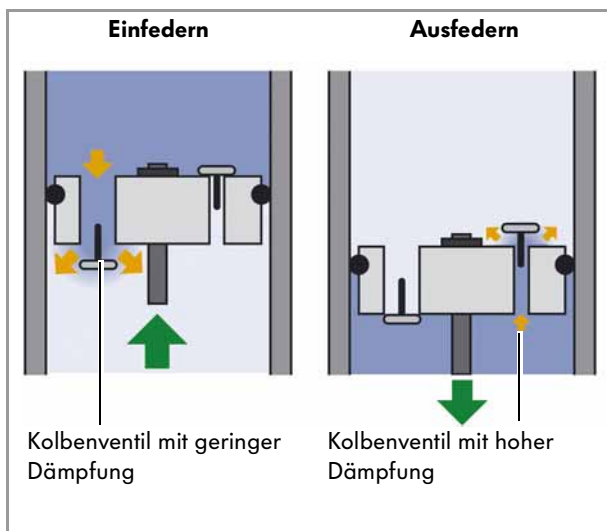 Einfedern
Ausfedern
Kolbenventil mit geringer
Dämpfung
Kolbenventil mit hoher
Dämpfung